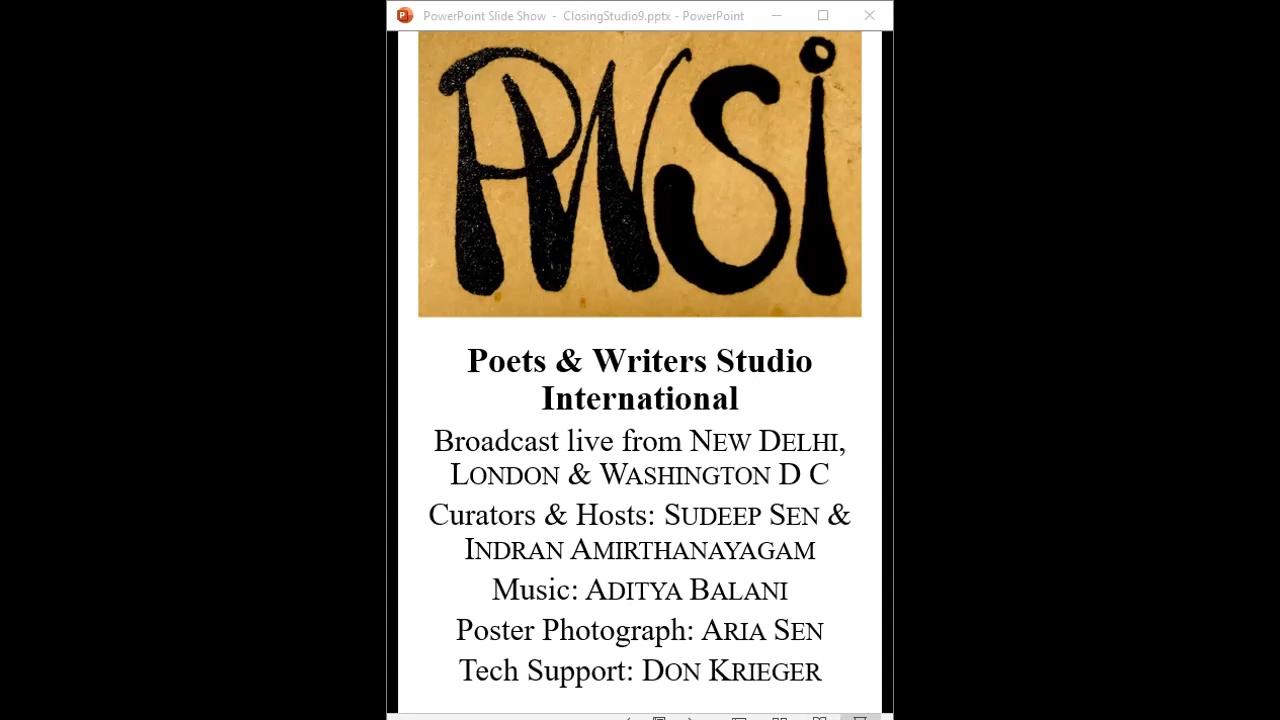 PowerPoint Slide Show - ClosingStudio9.pptx - PowerPoint
PWSi
Poets & Writers Studio
International
Broadcast live from NEW DELHI,
LONDON & WASHINGTON D C
Curators & Hosts: SUDEEP SEN &
INDRAN AMIRTHANAYAGAM
Music: ADITYA BALANI
Poster Photograph: ARIA SEN
Tech Support: DON KRIEGER